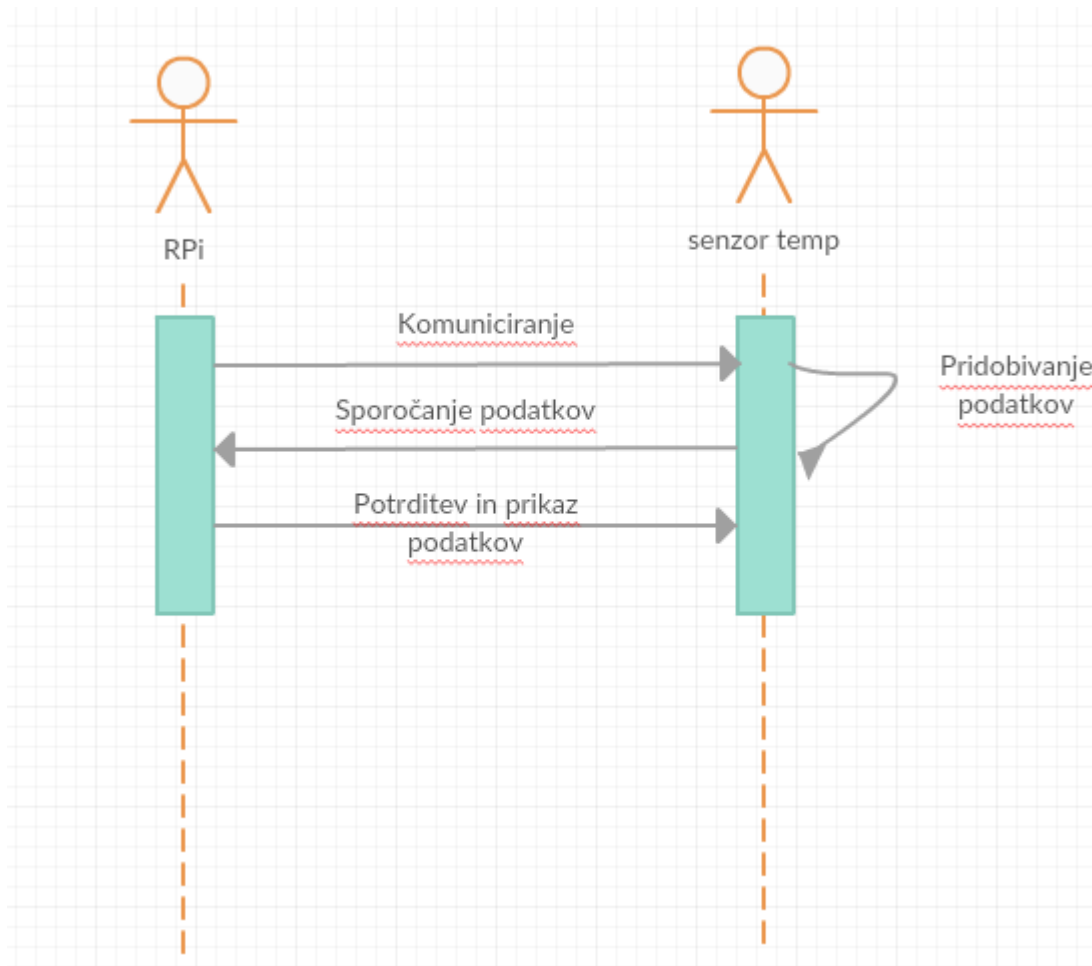 RPi
senzor temp
Komuniciranje
Pridobivanje
podatkov
Sporočanje podatkov
Potrditev in prikaz
podatkov